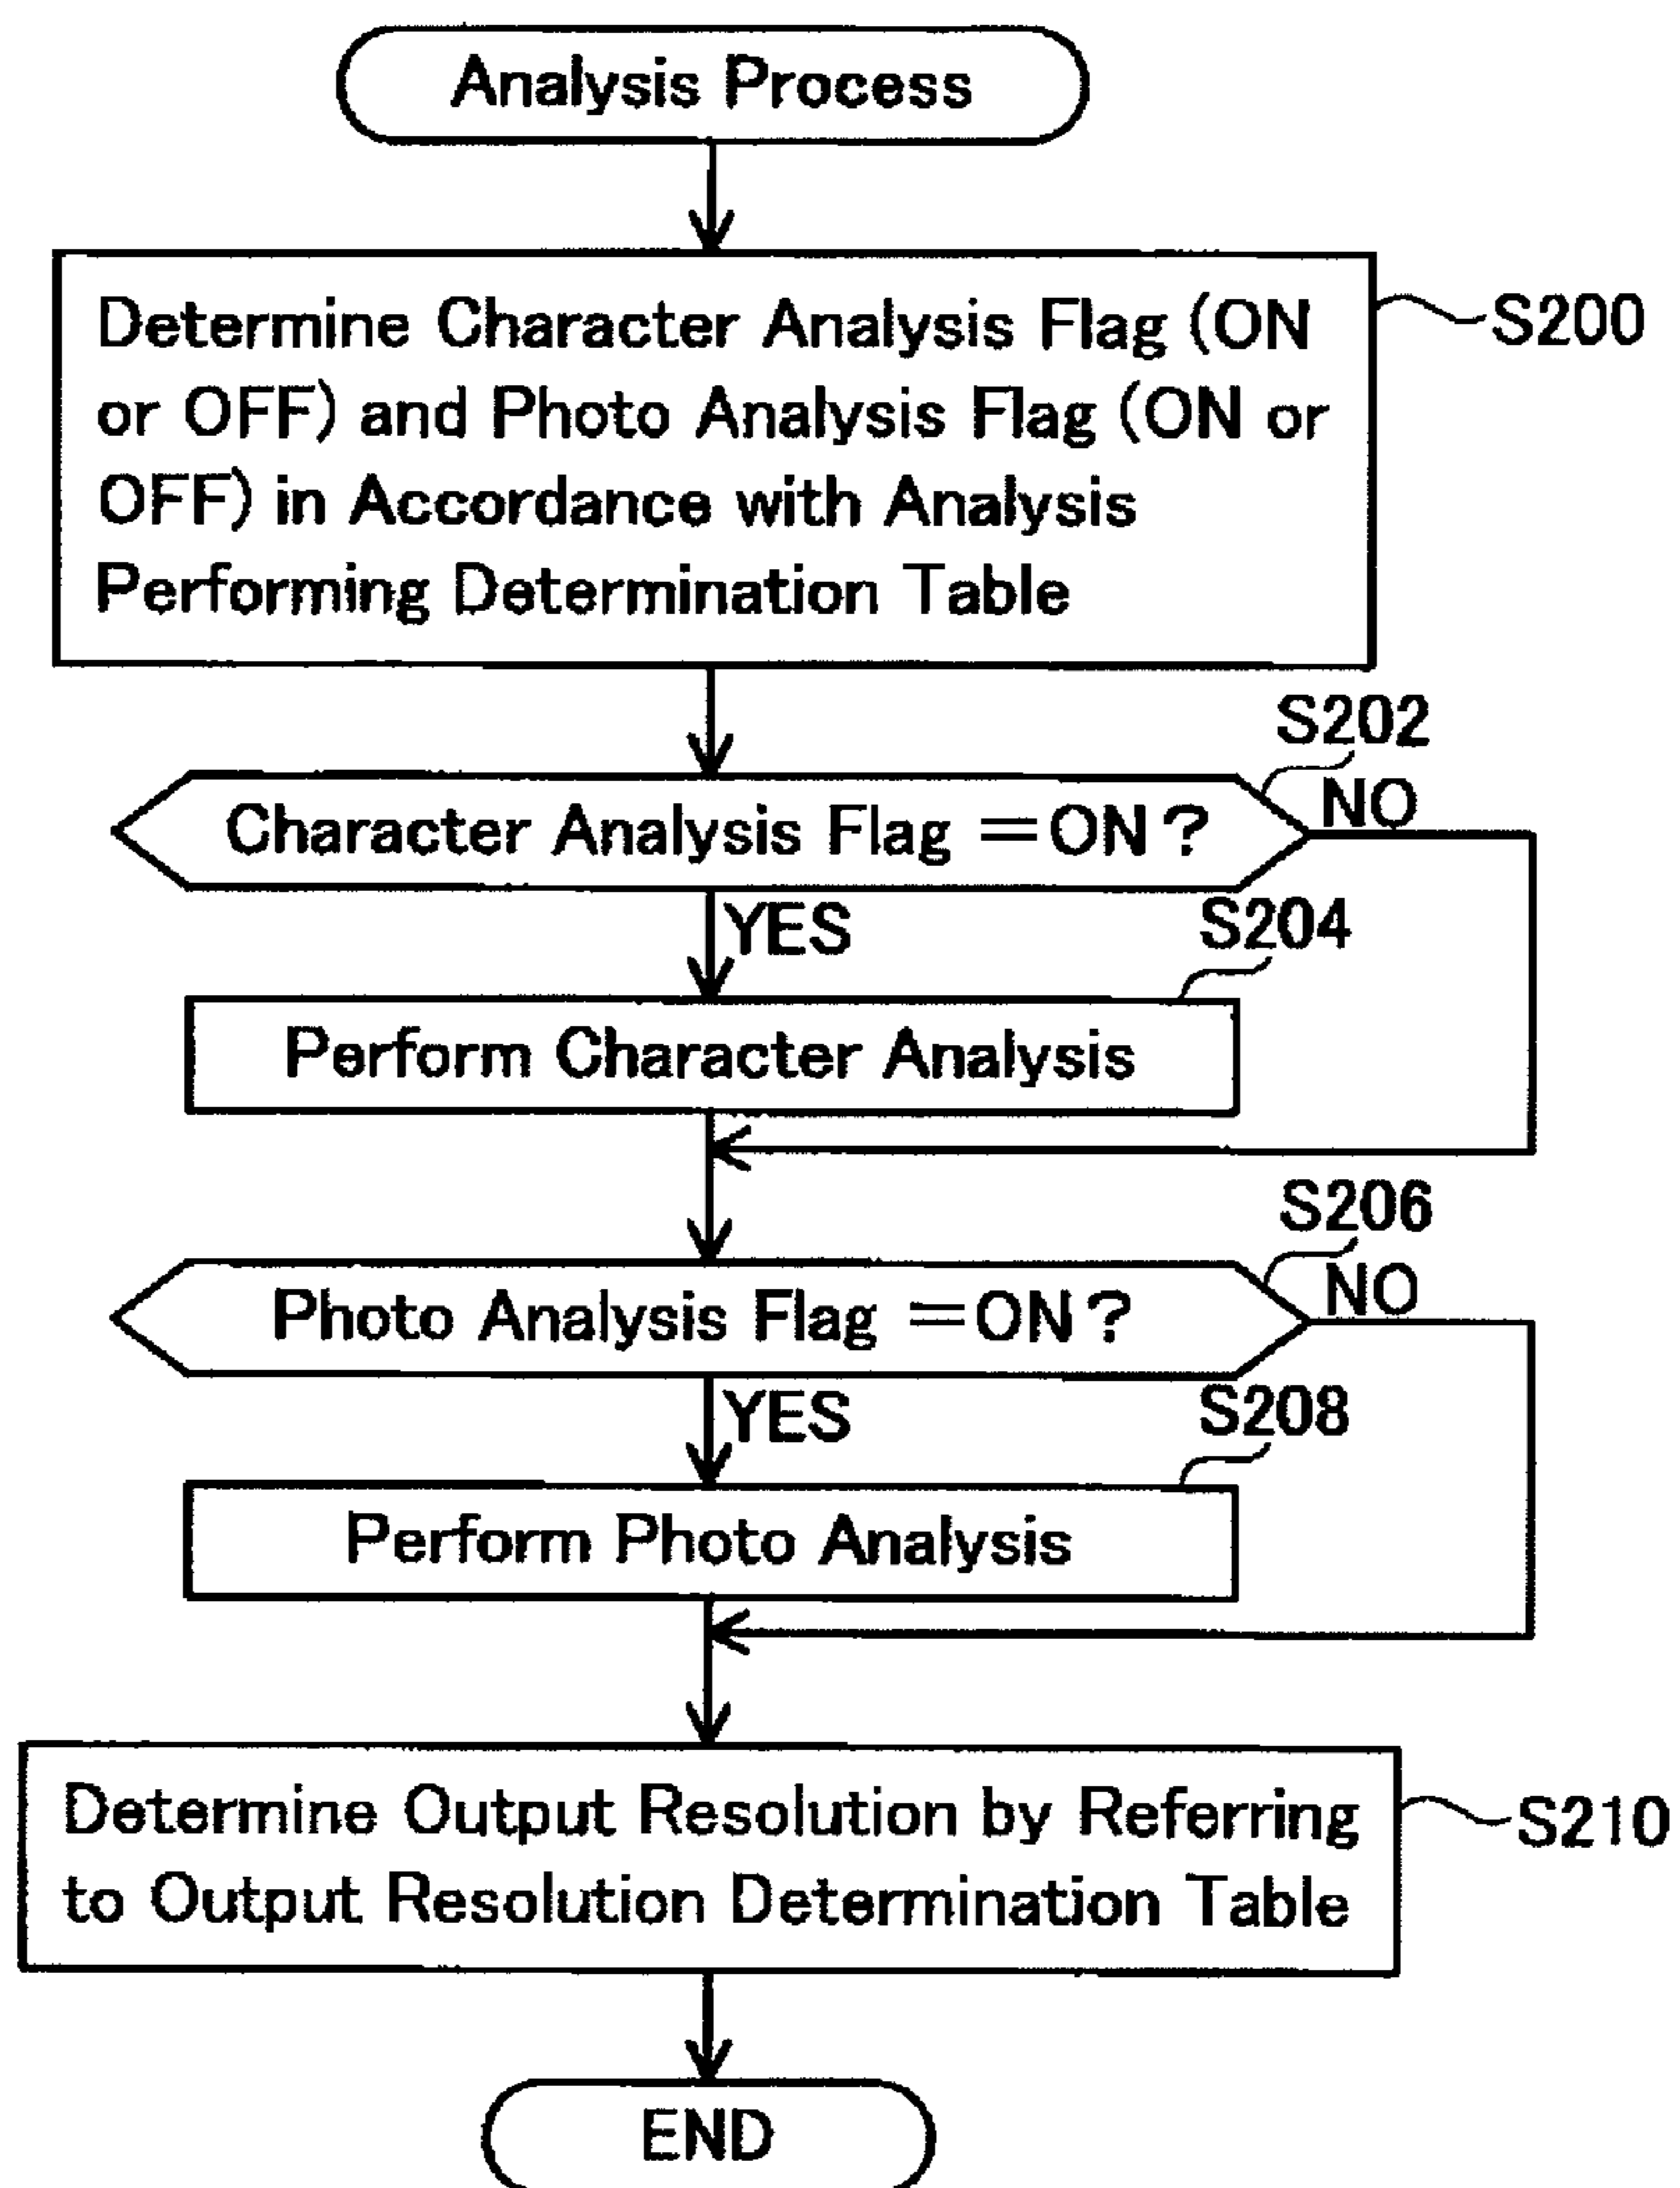 Analysis Process
Determine Character Analysis Flag (ON
or OFF) and Photo Analysis Flag (ON or
OFF) in Accordance with Analysis
Performing Determination Table
S200
S202
Character Analysis Flag =ON?
NO
YES
S204
Perform Character Analysis
S206
Photo Analysis Flag =ON?
NO
YES
S208
Perform Photo Analysis
Determine Output Resolution by Referring
to Output Resolution Determination Table
S210
END